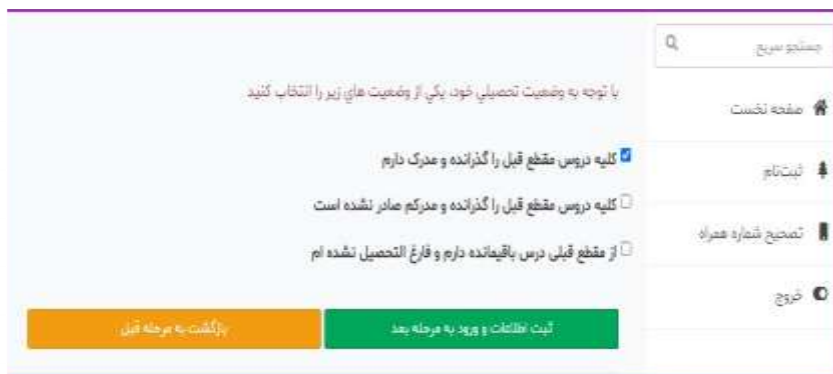 جستجو سریع
صفحه نخست
ثبت‌نام
تصحیح شماره همراه
خروج
با توجه به وضعیت تحصیلی خود، یکی از وضعیت های زیر را انتخاب کنید
کلیه دروس مقطع قبل را گذرانده و مدرک دارم
کلیه دروس مقطع قبل را گذرانده و مدرکم صادر نشده است
از مقطع قبلی درس باقیمانده دارم و فارغ التحصیل نشده ام
ثبت اطلاعات و ورود به مرحله بعد
بازگشت به مرحله قبل